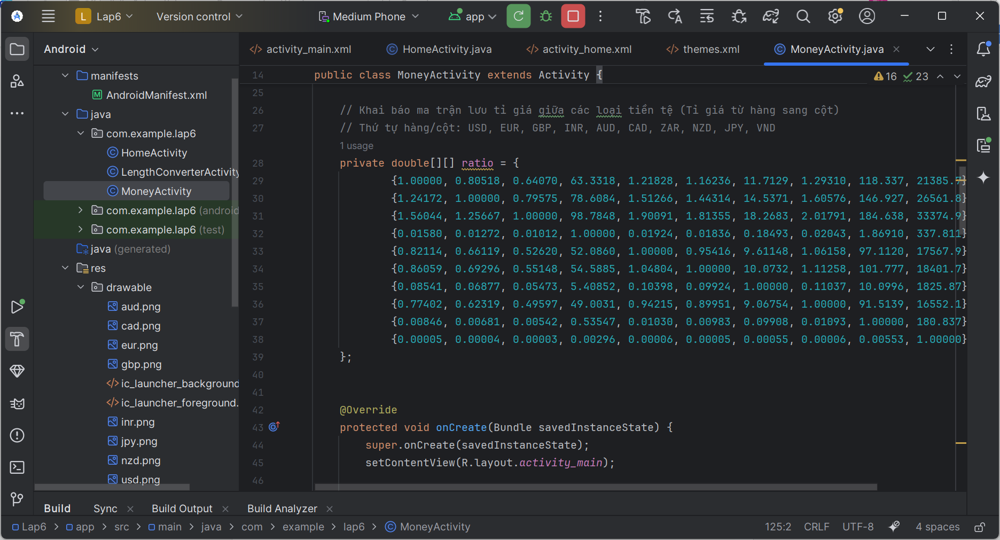 L Lap6 Version control Medium Phone app
Android
activity_main.xml HomeActivity.java activity_home.xml themes.xml MoneyActivity.java
manifests
AndroidManifest.xml
java
com.example.lap6
HomeActivity
LengthConverterActivity
MoneyActivity
com.example.lap6 (android
com.example.lap6 (test)
java (generated)
res
drawable
aud.png
cad.png
eur.png
gbp.png
ic_launcher_background
ic_launcher_foreground.
inr.png
jpy.png
nzd.png
usd.png
14 public class MoneyActivity extends Activity {
16 23
25
26 // Khai báo ma trận lưu tỉ giá giữa các loại tiền tệ (Tỉ giá từ hàng sang cột)
27 // Thứ tự hàng/cột: USD, EUR, GBP, INR, AUD, CAD, ZAR, NZD, JPY, VND
1 usage
28 private double[][] ratio = {
29 {1.00000, 0.80518, 0.64070, 63.3318, 1.21828, 1.16236, 11.7129, 1.29310, 118.337, 21385.7}
30 {1.24172, 1.00000, 0.79575, 78.6084, 1.51266, 1.44314, 14.5371, 1.60576, 146.927, 26561.8}
31 {1.56044, 1.25667, 1.00000, 98.7848, 1.90091, 1.81355, 18.2683, 2.01791, 184.638, 33374.9}
32 {0.01580, 0.01272, 0.01012, 1.00000, 0.01924, 0.01836, 0.18493, 0.02043, 1.86910, 337.811}
33 {0.82114, 0.66119, 0.52620, 52.0860, 1.00000, 0.95416, 9.61148, 1.06158, 97.1120, 17567.9}
34 {0.86059, 0.69296, 0.55148, 54.5885, 1.04804, 1.00000, 10.0732, 1.11258, 101.777, 18401.7}
35 {0.08541, 0.06877, 0.05473, 5.40852, 0.10398, 0.09924, 1.00000, 0.11037, 10.0996, 1825.87}
36 {0.77402, 0.62319, 0.49597, 49.0031, 0.94215, 0.89951, 9.06754, 1.00000, 91.5139, 16552.1}
37 {0.00846, 0.00681, 0.00542, 0.53547, 0.01030, 0.00983, 0.09908, 0.01093, 1.00000, 180.837}
38 {0.00005, 0.00004, 0.00003, 0.00296, 0.00006, 0.00005, 0.00055, 0.00006, 0.00553, 1.00000}
39 };
40
41
42 @Override
43 protected void onCreate(Bundle savedInstanceState) {
44 super.onCreate(savedInstanceState);
45 setContentView(R.layout.activity_main);
46
Build Sync Build Output Build Analyzer
Lap6 > app > src > main > java > com > example > lap6 > MoneyActivity 125:2 CRLF UTF-8 4 spaces